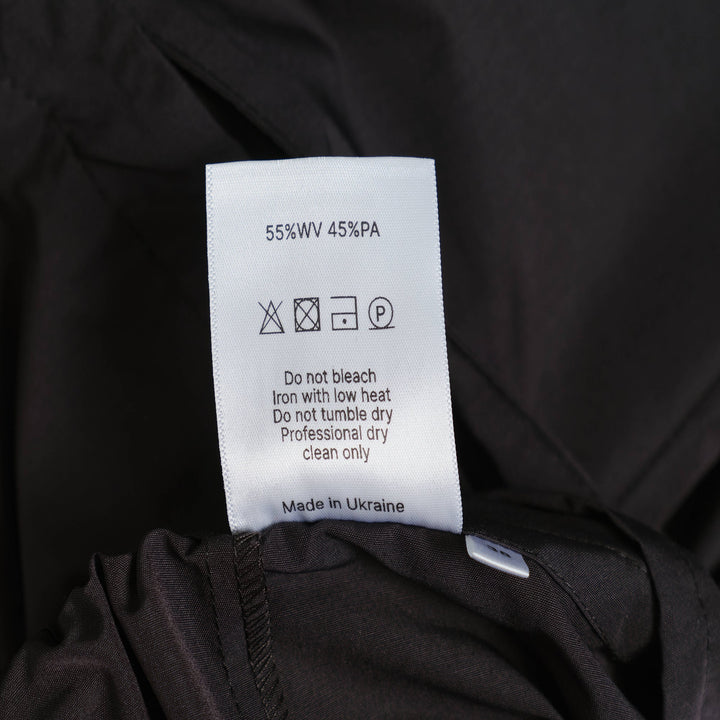 55%WV 45%PA
P
Do not bleach
Iron with low heat
Do not tumble dry
Professional dry
clean only
Made in Ukraine